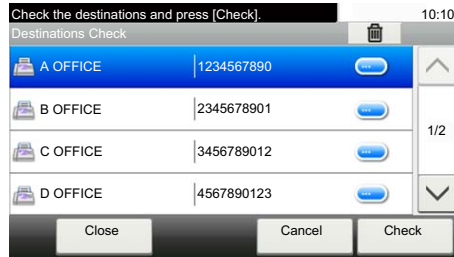 Check the destinations and press [Check].
10:10
Destinations Check
A OFFICE 1234567890
B OFFICE 2345678901
1/2
C OFFICE 3456789012
D OFFICE 4567890123
Close Cancel Check